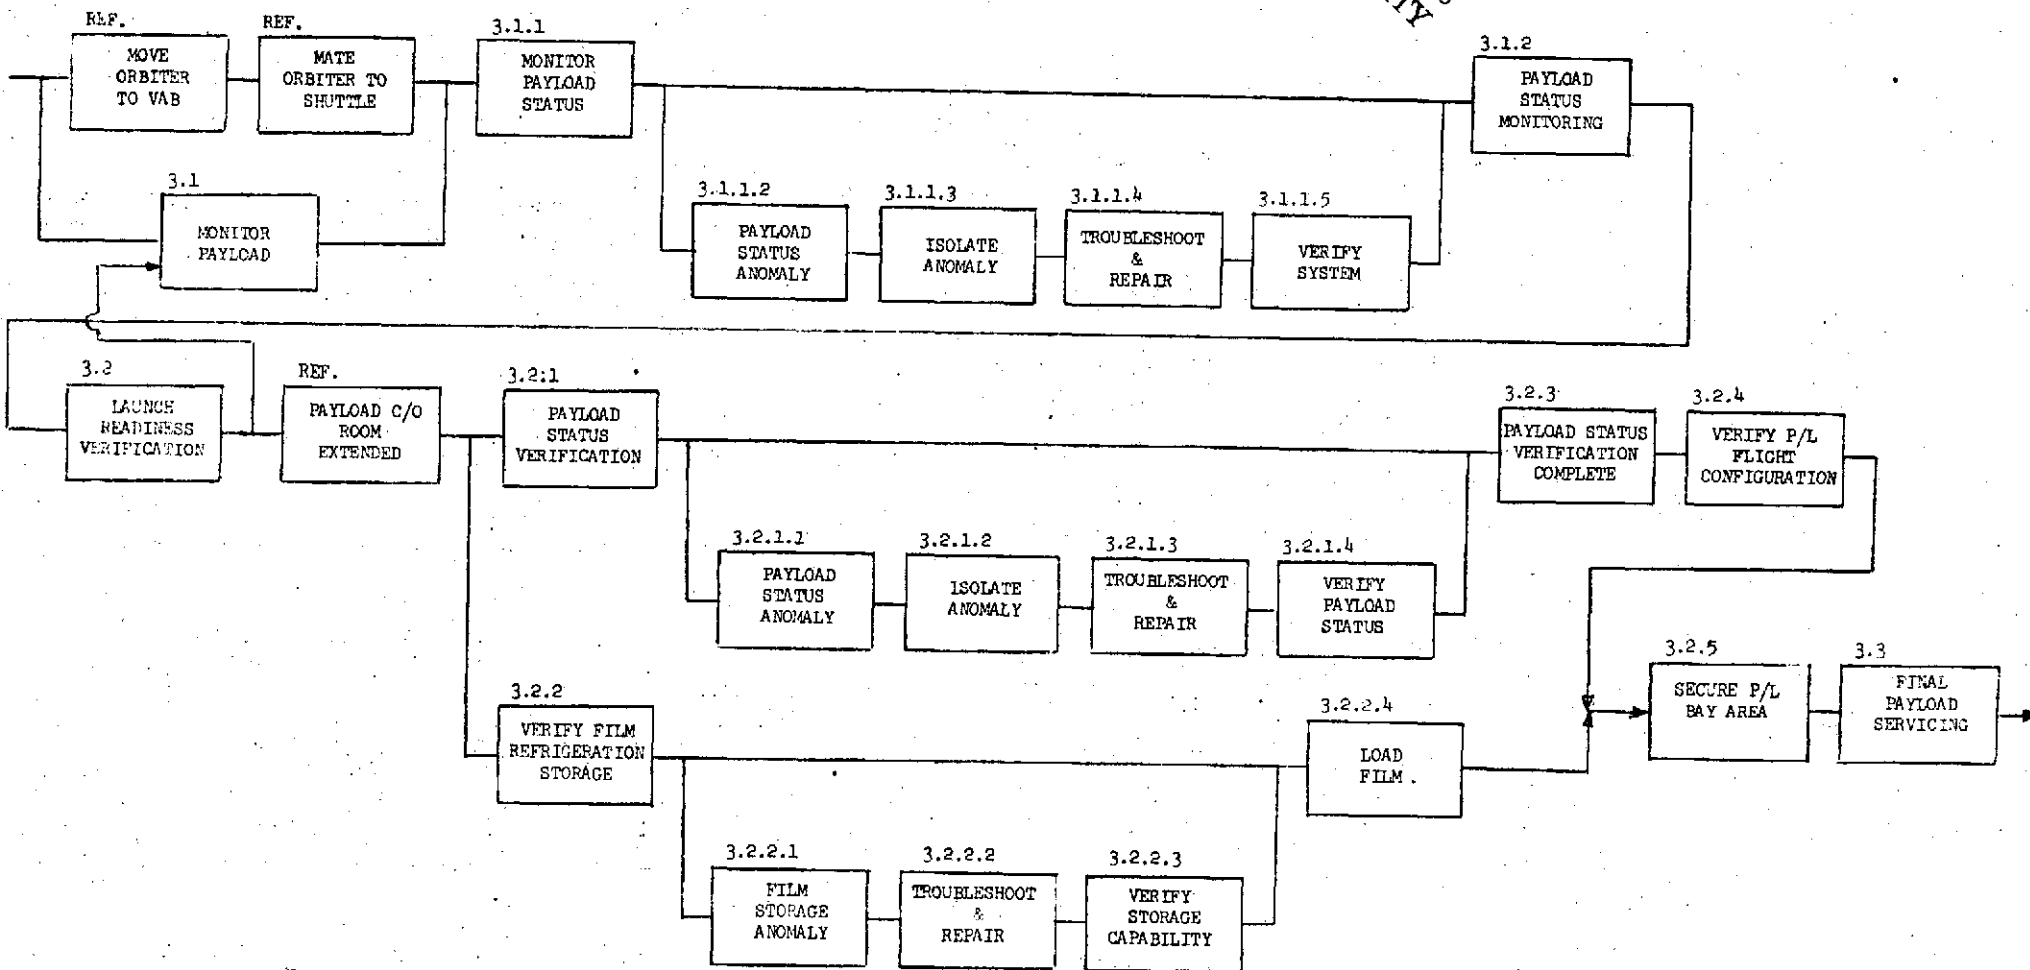 REF.
MOVE
ORBITER
TO VAB
REF.
MATE
ORBITER TO
SHUTTLE
3.1.1
MONITOR
PAYLOAD
STATUS
3.1.2
PAYLOAD
STATUS
MONITORING
3.1
MONITOR
PAYLOAD
3.1.1.2
PAYLOAD
STATUS
ANOMALY
3.1.1.3
ISOLATE
ANOMALY
3.1.1.4
TROUBLESHOOT
&
REPAIR
3.1.1.5
VERIFY
SYSTEM
3.2
LAUNCH
READINESS
VERIFICATION
REF.
PAYLOAD C/O
ROOM
EXTENDED
3.2:1
PAYLOAD
STATUS
VERIFICATION
3.2.3
PAYLOAD STATUS
VERIFICATION
COMPLETE
3.2.4
VERIFY P/L
FLIGHT
CONFIGURATION
3.2.1.1
PAYLOAD
STATUS
ANOMALY
3.2.1.2
ISOLATE
ANOMALY
3.2.1.3
TROUBLESHOOT
&
REPAIR
3.2.1.4
VERIFY
PAYLOAD
STATUS
3.2.2
VERIFY FILM
REFRIGERATION
STORAGE
3.2.2.4
LOAD
FILM.
3.2.5
SECURE P/L
BAY AREA
3.3
FINAL
PAYLOAD
SERVICING
3.2.2.1
FILM
STORAGE
ANOMALY
3.2.2.2
TROUBLESHOOT
&
REPAIR
3.2.2.3
VERIFY
STORAGE
CAPABILITY